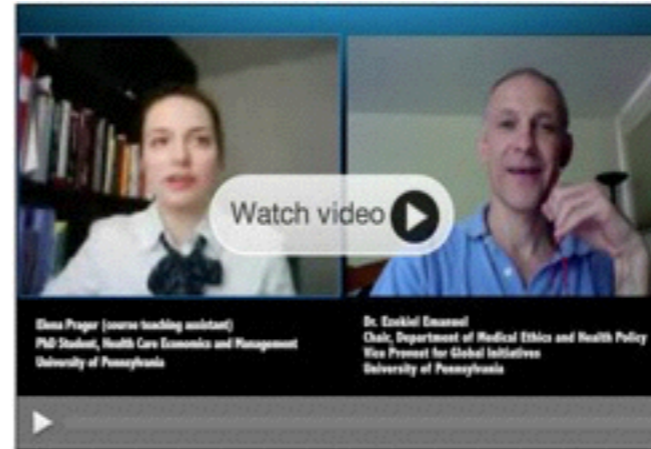 Watch video
Elena Prager (course teaching assistant)
PhD Student, Health Care Economics and Management
University of Pennsylvania
Dr. Ezekiel Emanuel
Chair, Department of Medical Ethics and Health Policy
Vice Provost for Global Initiatives
University of Pennsylvania